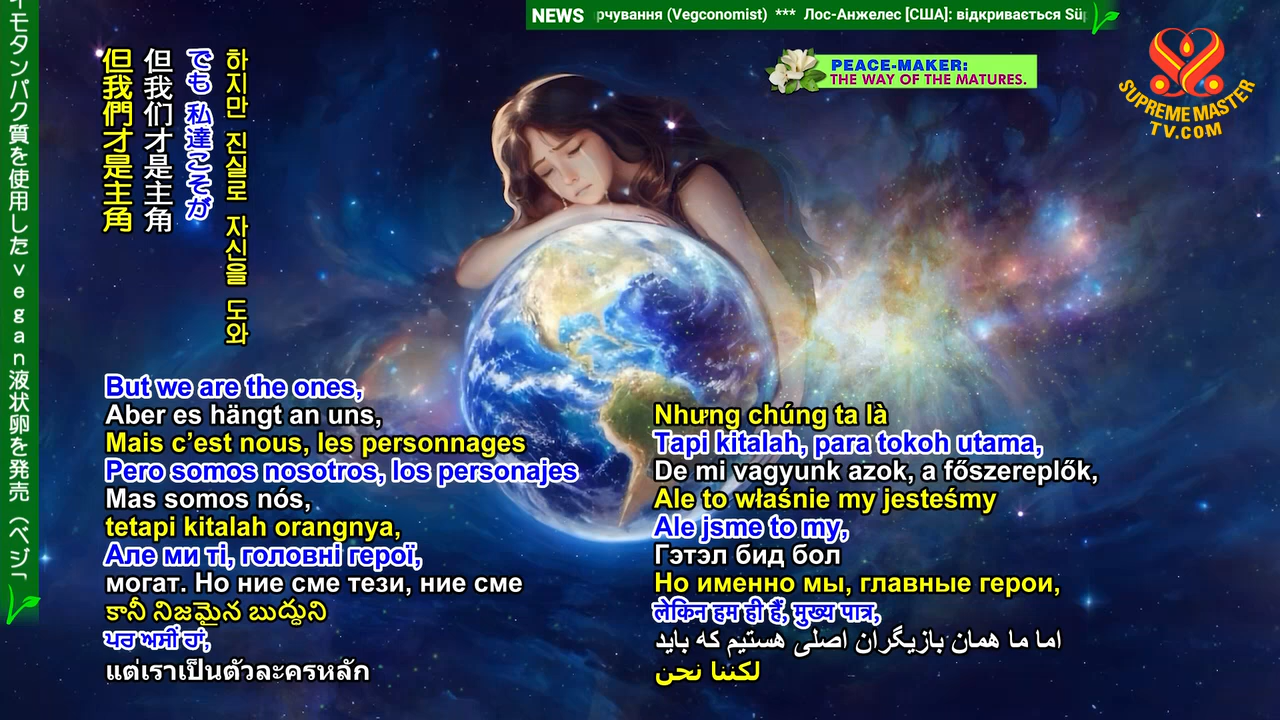 NEWS рчування (Vegconomist) *** Лос-Анжелес [США]: відкривається Süp
PEACE-MAKER:
THE WAY OF THE MATURES.
SUPREME MASTER
TV.COM
イモタンパク質を使用したvegan液状卵を発売（ベジ
但我們才是主角
但我们才是主角
でも 私達こそが
하지만 진실로 자신을 도와
But we are the ones,
Aber es hängt an uns,
Mais c’est nous, les personnages
Pero somos nosotros, los personajes
Mas somos nós,
tetapi kitalah orangnya,
Але ми ті, головні герої,
могат. Но ние сме тези, ние сме
కానీ నిజమైన బుద్ధుని
ਪਰ ਅਸੀਂ ਹਾਂ,
แต่เราเป็นตัวละครหลัก
Nhưng chúng ta là
Tapi kitalah, para tokoh utama,
De mi vagyunk azok, a főszereplők,
Ale to właśnie my jesteśmy
Ale jsme to my,
Гэтэл бид бол
Но именно мы, главные герои,
लेकिन हम ही हैं, मुख्य पात्र,
اما ما همان بازیگران اصلی هستیم که باید
لكننا نحن